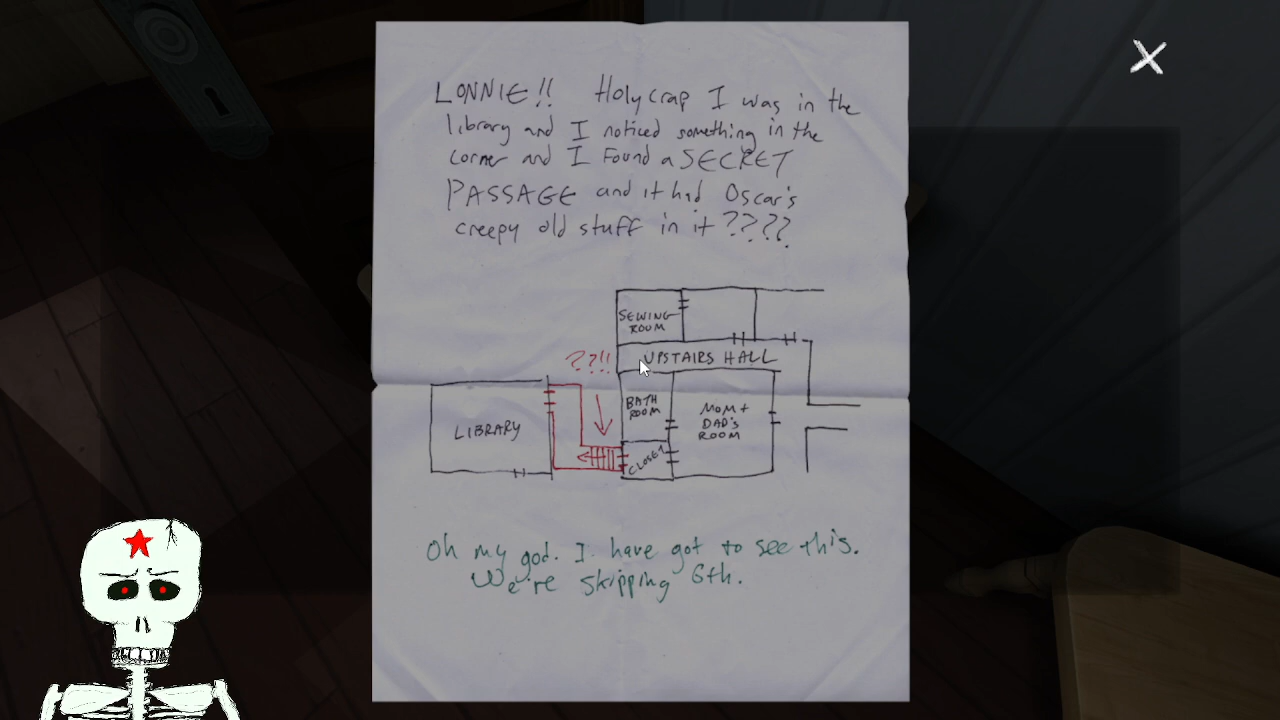 LONNIE!! Holy crap I was in the
library and I noticed something in the
corner and I Found a SECRET
PASSAGE and it had Oscar's
creepy old stuff in it ????
SEWING
ROOM
??!!
UPSTAIRS HALL
BATH
ROOM
MOM +
DAD'S
ROOM
LIBRARY
CLOSET
Oh my god. I have got to see this.
We're skipping 6th.